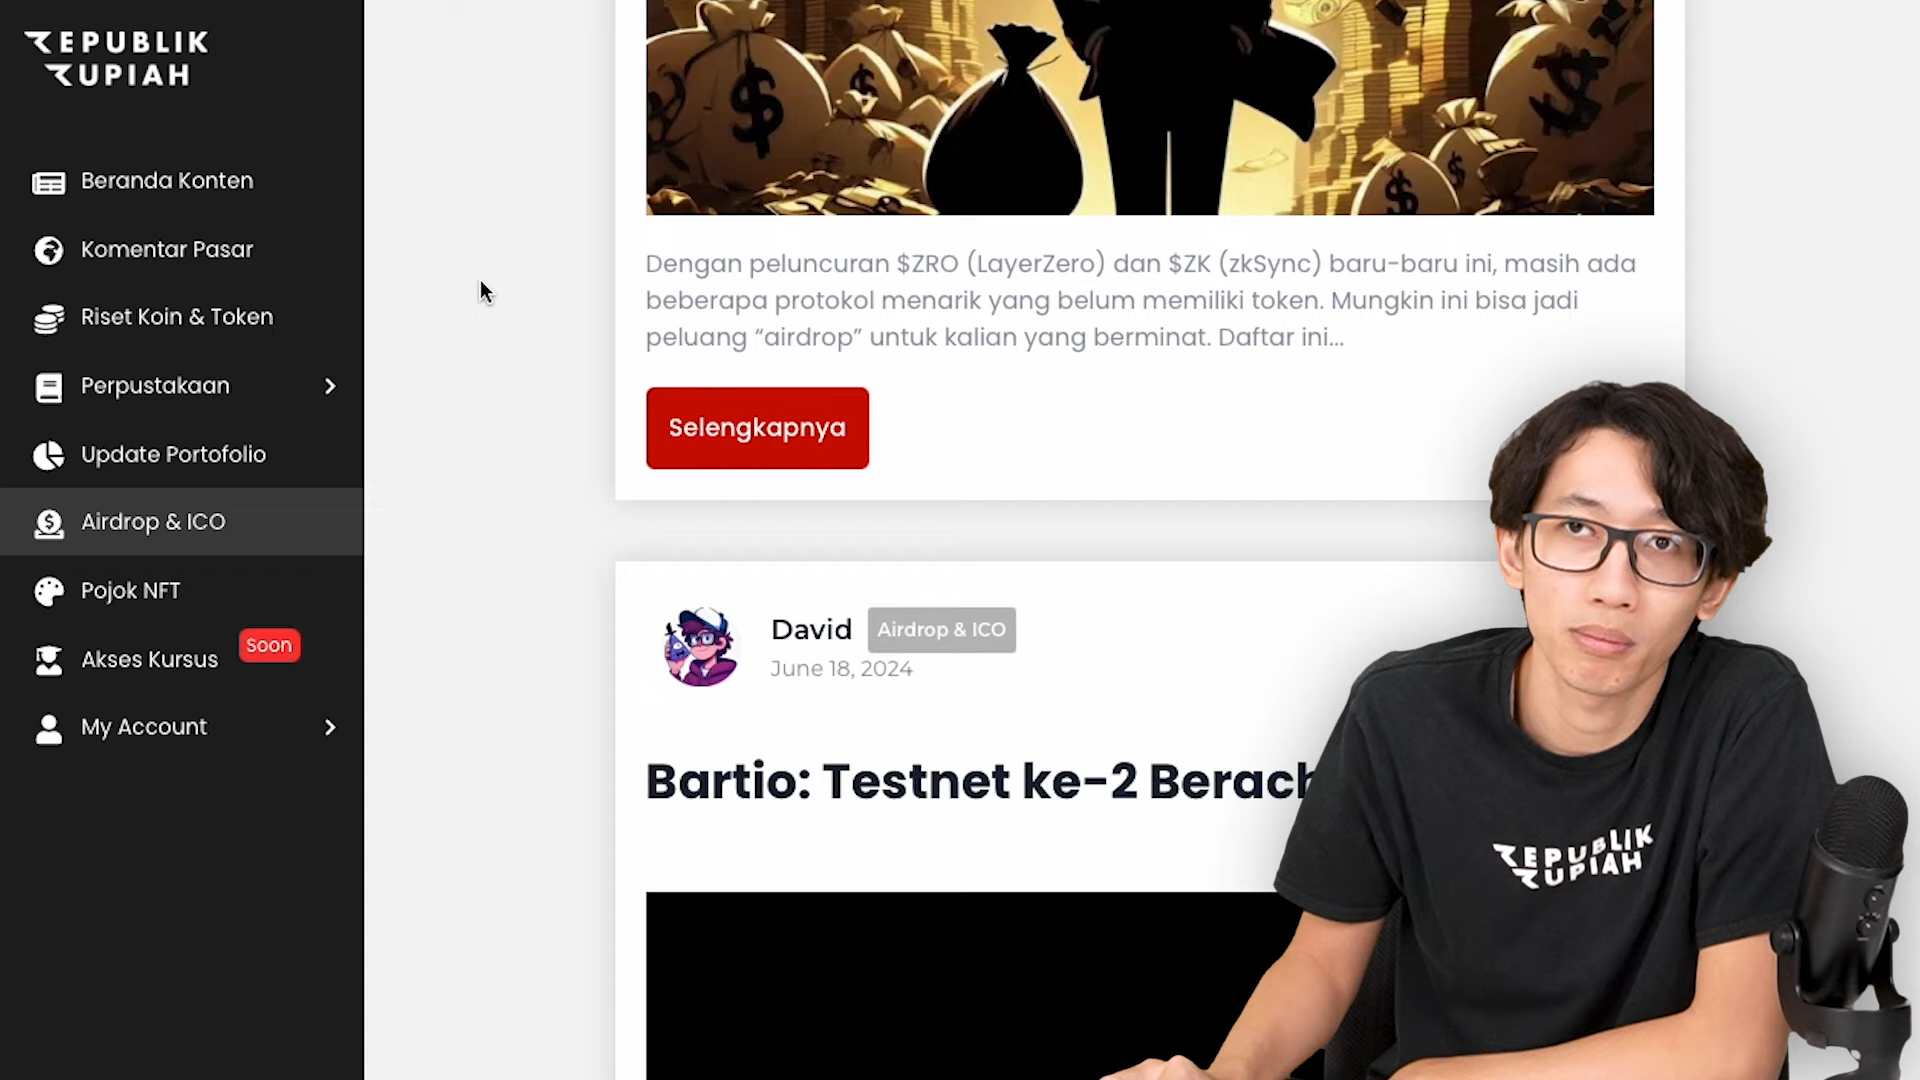 REPUBLIK
RUPIAH
Beranda Konten
Komentar Pasar
Riset Koin & Token
Perpustakaan
Update Portofolio
Airdrop & ICO
Pojok NFT
Akses Kursus
Soon
My Account
$
$
$
$
$
Dengan peluncuran $ZRO (LayerZero) dan $ZK (zkSync) baru-baru ini, masih ada
beberapa protokol menarik yang belum memiliki token. Mungkin ini bisa jadi
peluang “airdrop” untuk kalian yang berminat. Daftar ini...
Selengkapnya
David
Airdrop & ICO
June 18, 2024
Bartio: Testnet ke-2 Berach
REPUBLIK
RUPIAH